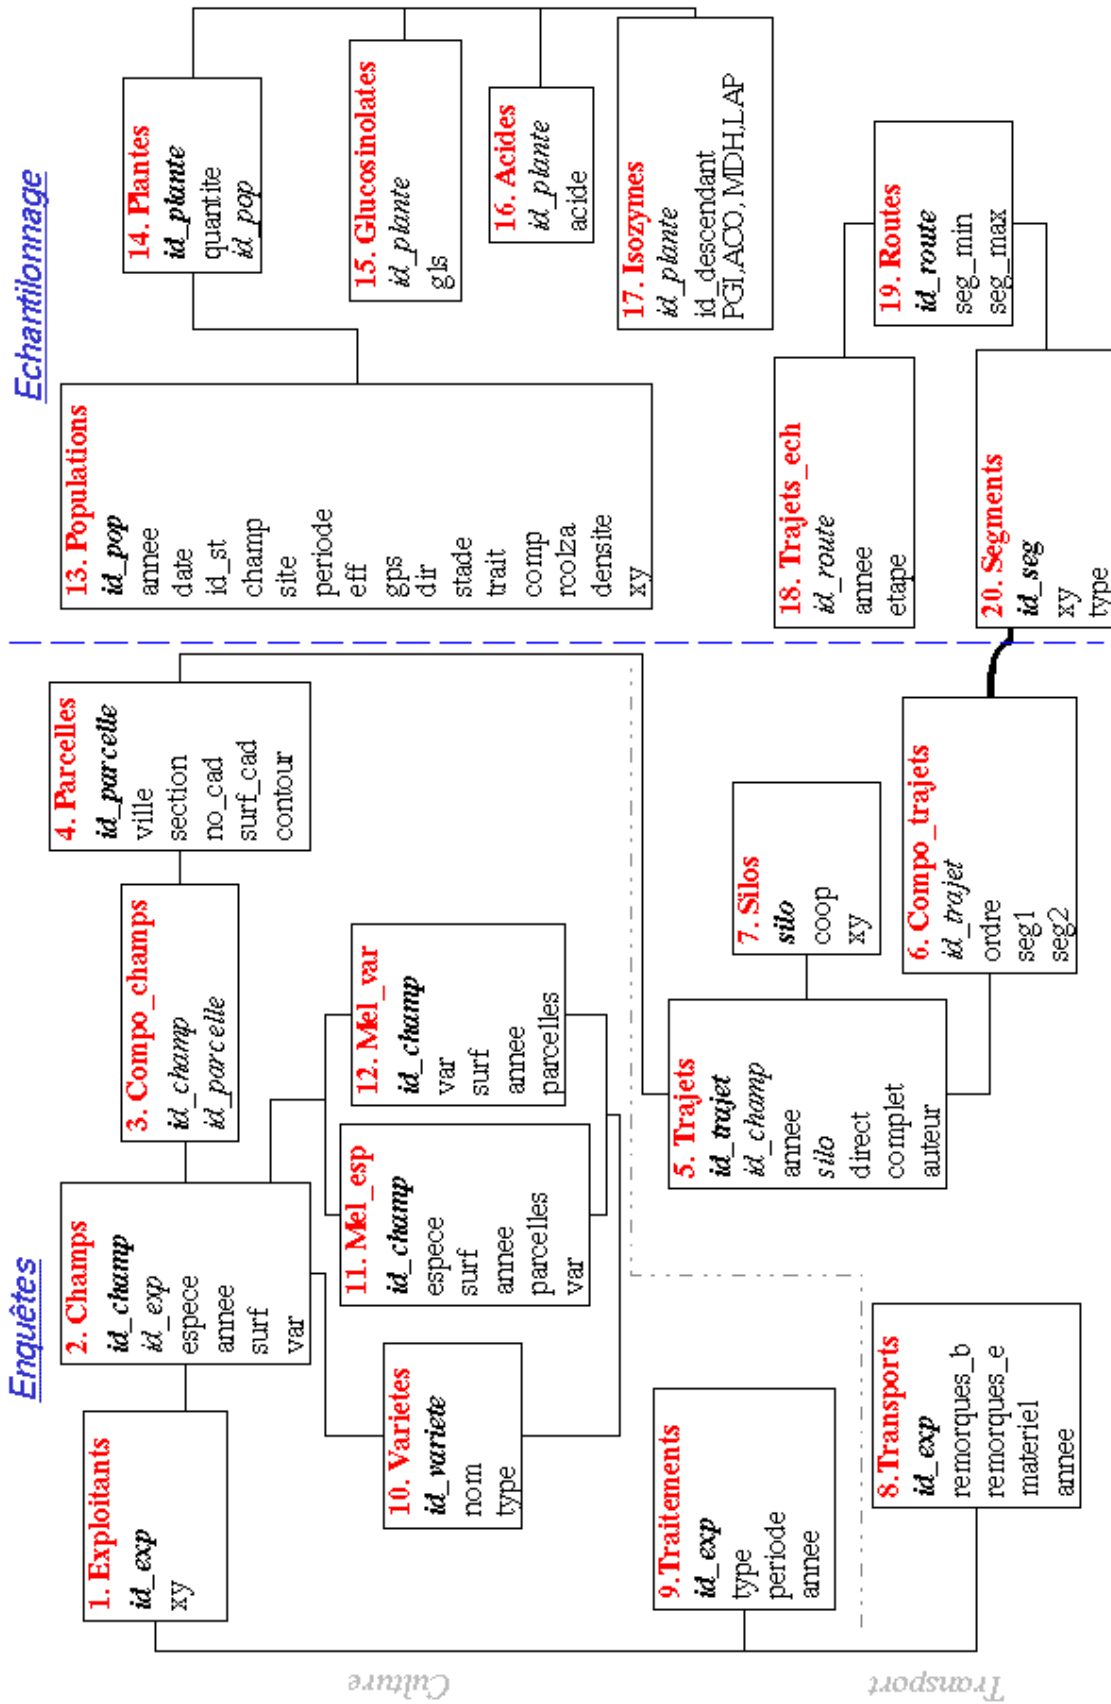 Enquêtes
Echantilonnage
1. Exploitants
id_exp
xy
2. Champs
id_champ
id_exp
espece
annee
surf
var
3. Compo_champs
id_champ
id_parcelle
4. Parcelles
id_parcelle
ville
section
no_cad
surf_cad
contour
10. Varietes
id_variete
nom
type
11. Mel_esp
id_champ
espece
surf
annee
parcelles
var
12. Mel_var
id_champ
var
surf
annee
parcelles
9.Traitements
id_exp
type
periode
annee
8.Transports
id_exp
remorques_b
remorques_e
materiel
annee
5. Trajets
id_trajet
id_champ
annee
silo
direct
complet
auteur
7. Silos
silo
coop
xy
6. Compo_trajets
id_trajet
ordre
seg1
seg2
13. Populations
id_pop
annee
date
id_st
champ
site
periode
eff
gps
dir
stade
trait
comp
rcolza
densite
xy
14. Plantes
id_plante
quantite
id_pop
15. Glucosinolates
id_plante
gls
16. Acides
id_plante
acide
17. Isozymes
id_plante
id_descendant
PGI,ACO, MDH,LAP
18. Trajets_ech
id_route
annee
etape
19. Routes
id_route
seg_min
seg_max
20. Segments
id_seg
xy
type
Culture
Transport